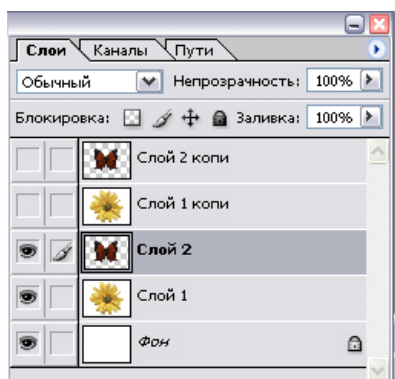 Слои Каналы Пути
Обычный Непрозрачность: 100%
Блокировка: Заливка: 100%
Слой 2 копи
Слой 1 копи
Слой 2
Слой 1
Фон